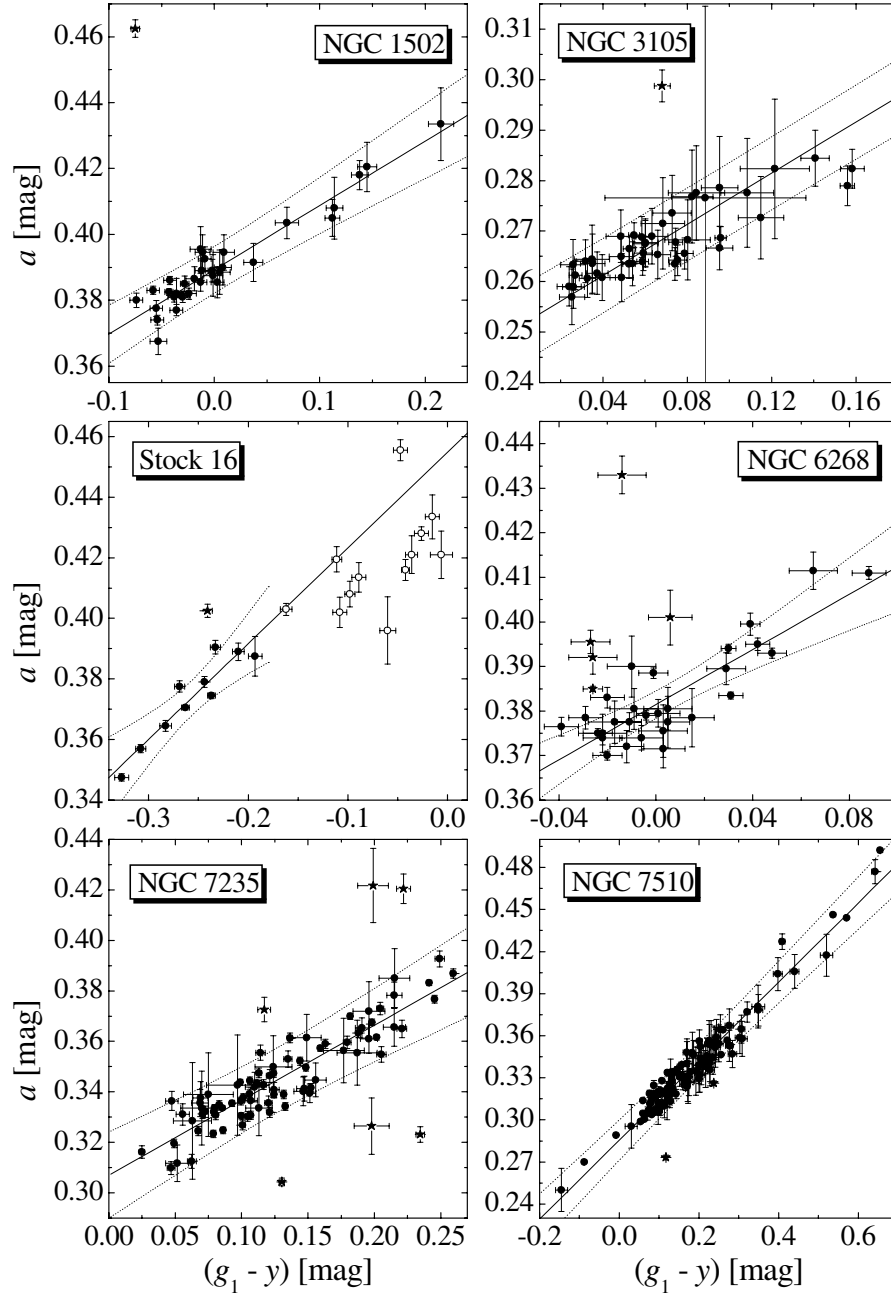 NGC 1502
NGC 3105
0.46
0.44
0.42
0.40
0.38
0.36
a [mag]
-0.1 0.0 0.1 0.2
0.31
0.30
0.29
0.28
0.27
0.26
0.25
0.24
0.04 0.08 0.12 0.16
Stock 16
NGC 6268
0.46
0.44
0.42
0.40
0.38
0.36
0.34
a [mag]
-0.3 -0.2 -0.1 0.0
0.44
0.43
0.42
0.41
0.40
0.39
0.38
0.37
0.36
-0.04 0.00 0.04 0.08
NGC 7235
NGC 7510
0.44
0.42
0.40
0.38
0.36
0.34
0.32
0.30
a [mag]
0.00 0.05 0.10 0.15 0.20 0.25
(g1 - y) [mag]
0.48
0.45
0.42
0.39
0.36
0.33
0.30
0.27
0.24
-0.2 0.0 0.2 0.4 0.6
(g1 - y) [mag]